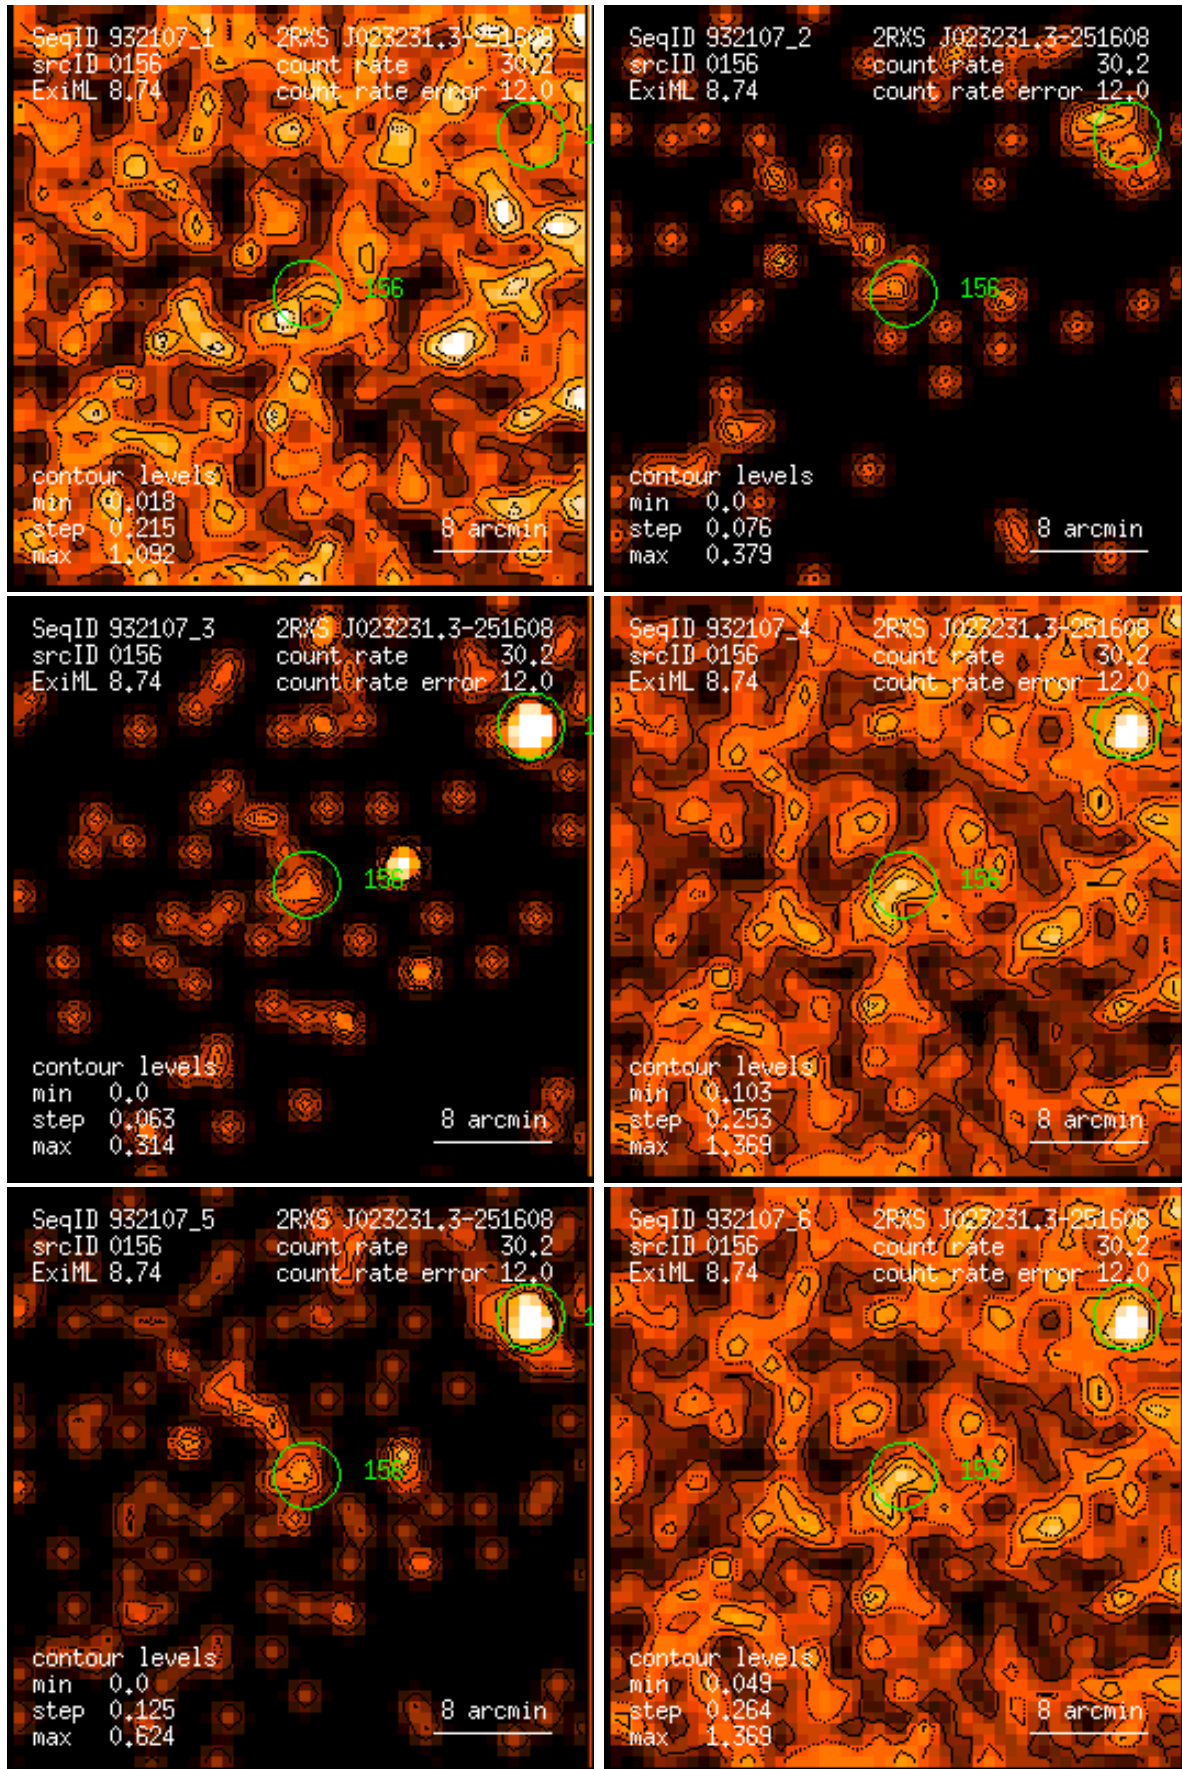 SeqID 932107_1 2RXS J023231.3-251608
srcID 0156 count rate 30.2
ExiML 8.74 count rate error 12.0
156
contour levels
min 0.018
step 0.215
max 1.092
8 arcmin
SeqID 932107_2 2RXS J023231.3-251608
srcID 0156 count rate 30.2
ExiML 8.74 count rate error 12.0
156
contour levels
min 0.0
step 0.076
max 0.379
8 arcmin
SeqID 932107_3 2RXS J023231.3-251608
srcID 0156 count rate 30.2
ExiML 8.74 count rate error 12.0
156
contour levels
min 0.0
step 0.063
max 0.314
8 arcmin
SeqID 932107_4 2RXS J023231.3-251608
srcID 0156 count rate 30.2
ExiML 8.74 count rate error 12.0
156
contour levels
min 0.103
step 0.253
max 1.369
8 arcmin
SeqID 932107_5 2RXS J023231.3-251608
srcID 0156 count rate 30.2
ExiML 8.74 count rate error 12.0
156
contour levels
min 0.0
step 0.125
max 0.624
8 arcmin
SeqID 932107_6 2RXS J023231.3-251608
srcID 0156 count rate 30.2
ExiML 8.74 count rate error 12.0
156
contour levels
min 0.049
step 0.264
max 1.369
8 arcmin